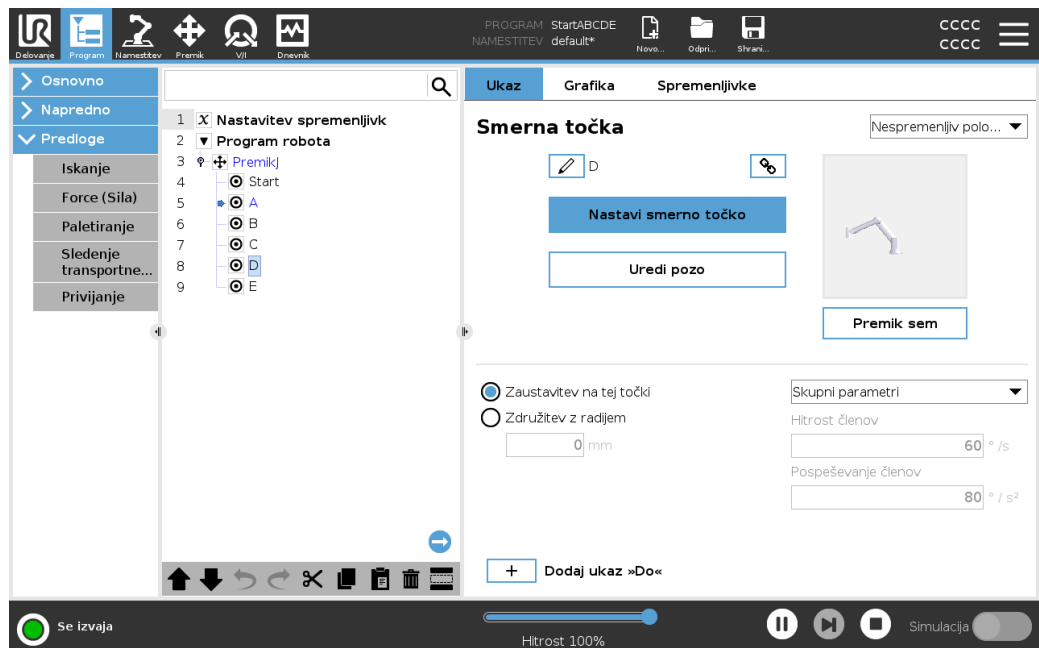 UR
PROGRAM StartABCDE
NAMESTITEV default*
Delovanje Program Namestitev Premik V/I Dnevnik
Novo... Odpri... Shrani...
CCCC
CCCC
Osnovno
Napredno
Predloge
Iskanje
Force (Sila)
Paletiranje
Sledenje
transportne...
Privijanje
1 X Nastavitev spremenljivk
2 Program robota
3 PremikJ
4 Start
5 A
6 B
7 C
8 D
9 E
Ukaz Grafika Spremenljivke
Smerna točka
Nespremenljiv polo...
D
Nastavi smerno točko
Uredi pozo
Premik sem
Zaustavitev na tej točki
Združitev z radijem
0 mm
Skupni parametri
Hitrost členov
60 ° /s
Pospeševanje členov
80 ° / s²
+ Dodaj ukaz »Do«
Se izvaja
Hitrost 100%
Simulacija